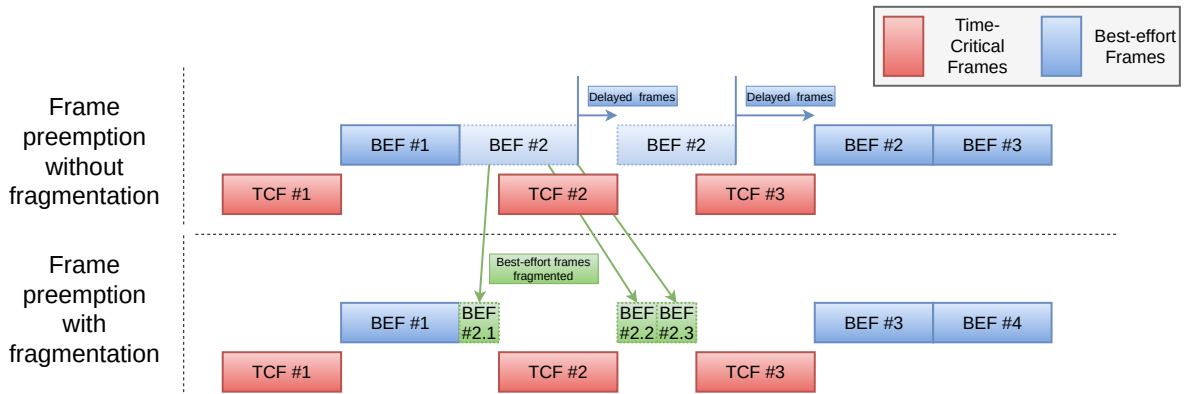 Time-
Critical
Frames
Best-effort
Frames
Frame
preemption
without
fragmentation
Delayed frames
Delayed frames
BEF #1
BEF #2
BEF #2
BEF #2
BEF #3
TCF #1
TCF #2
TCF #3
Frame
preemption
with
fragmentation
Best-effort frames
fragmented
BEF #1
BEF
#2.1
BEF
#2.2
BEF
#2.3
BEF #3
BEF #4
TCF #1
TCF #2
TCF #3